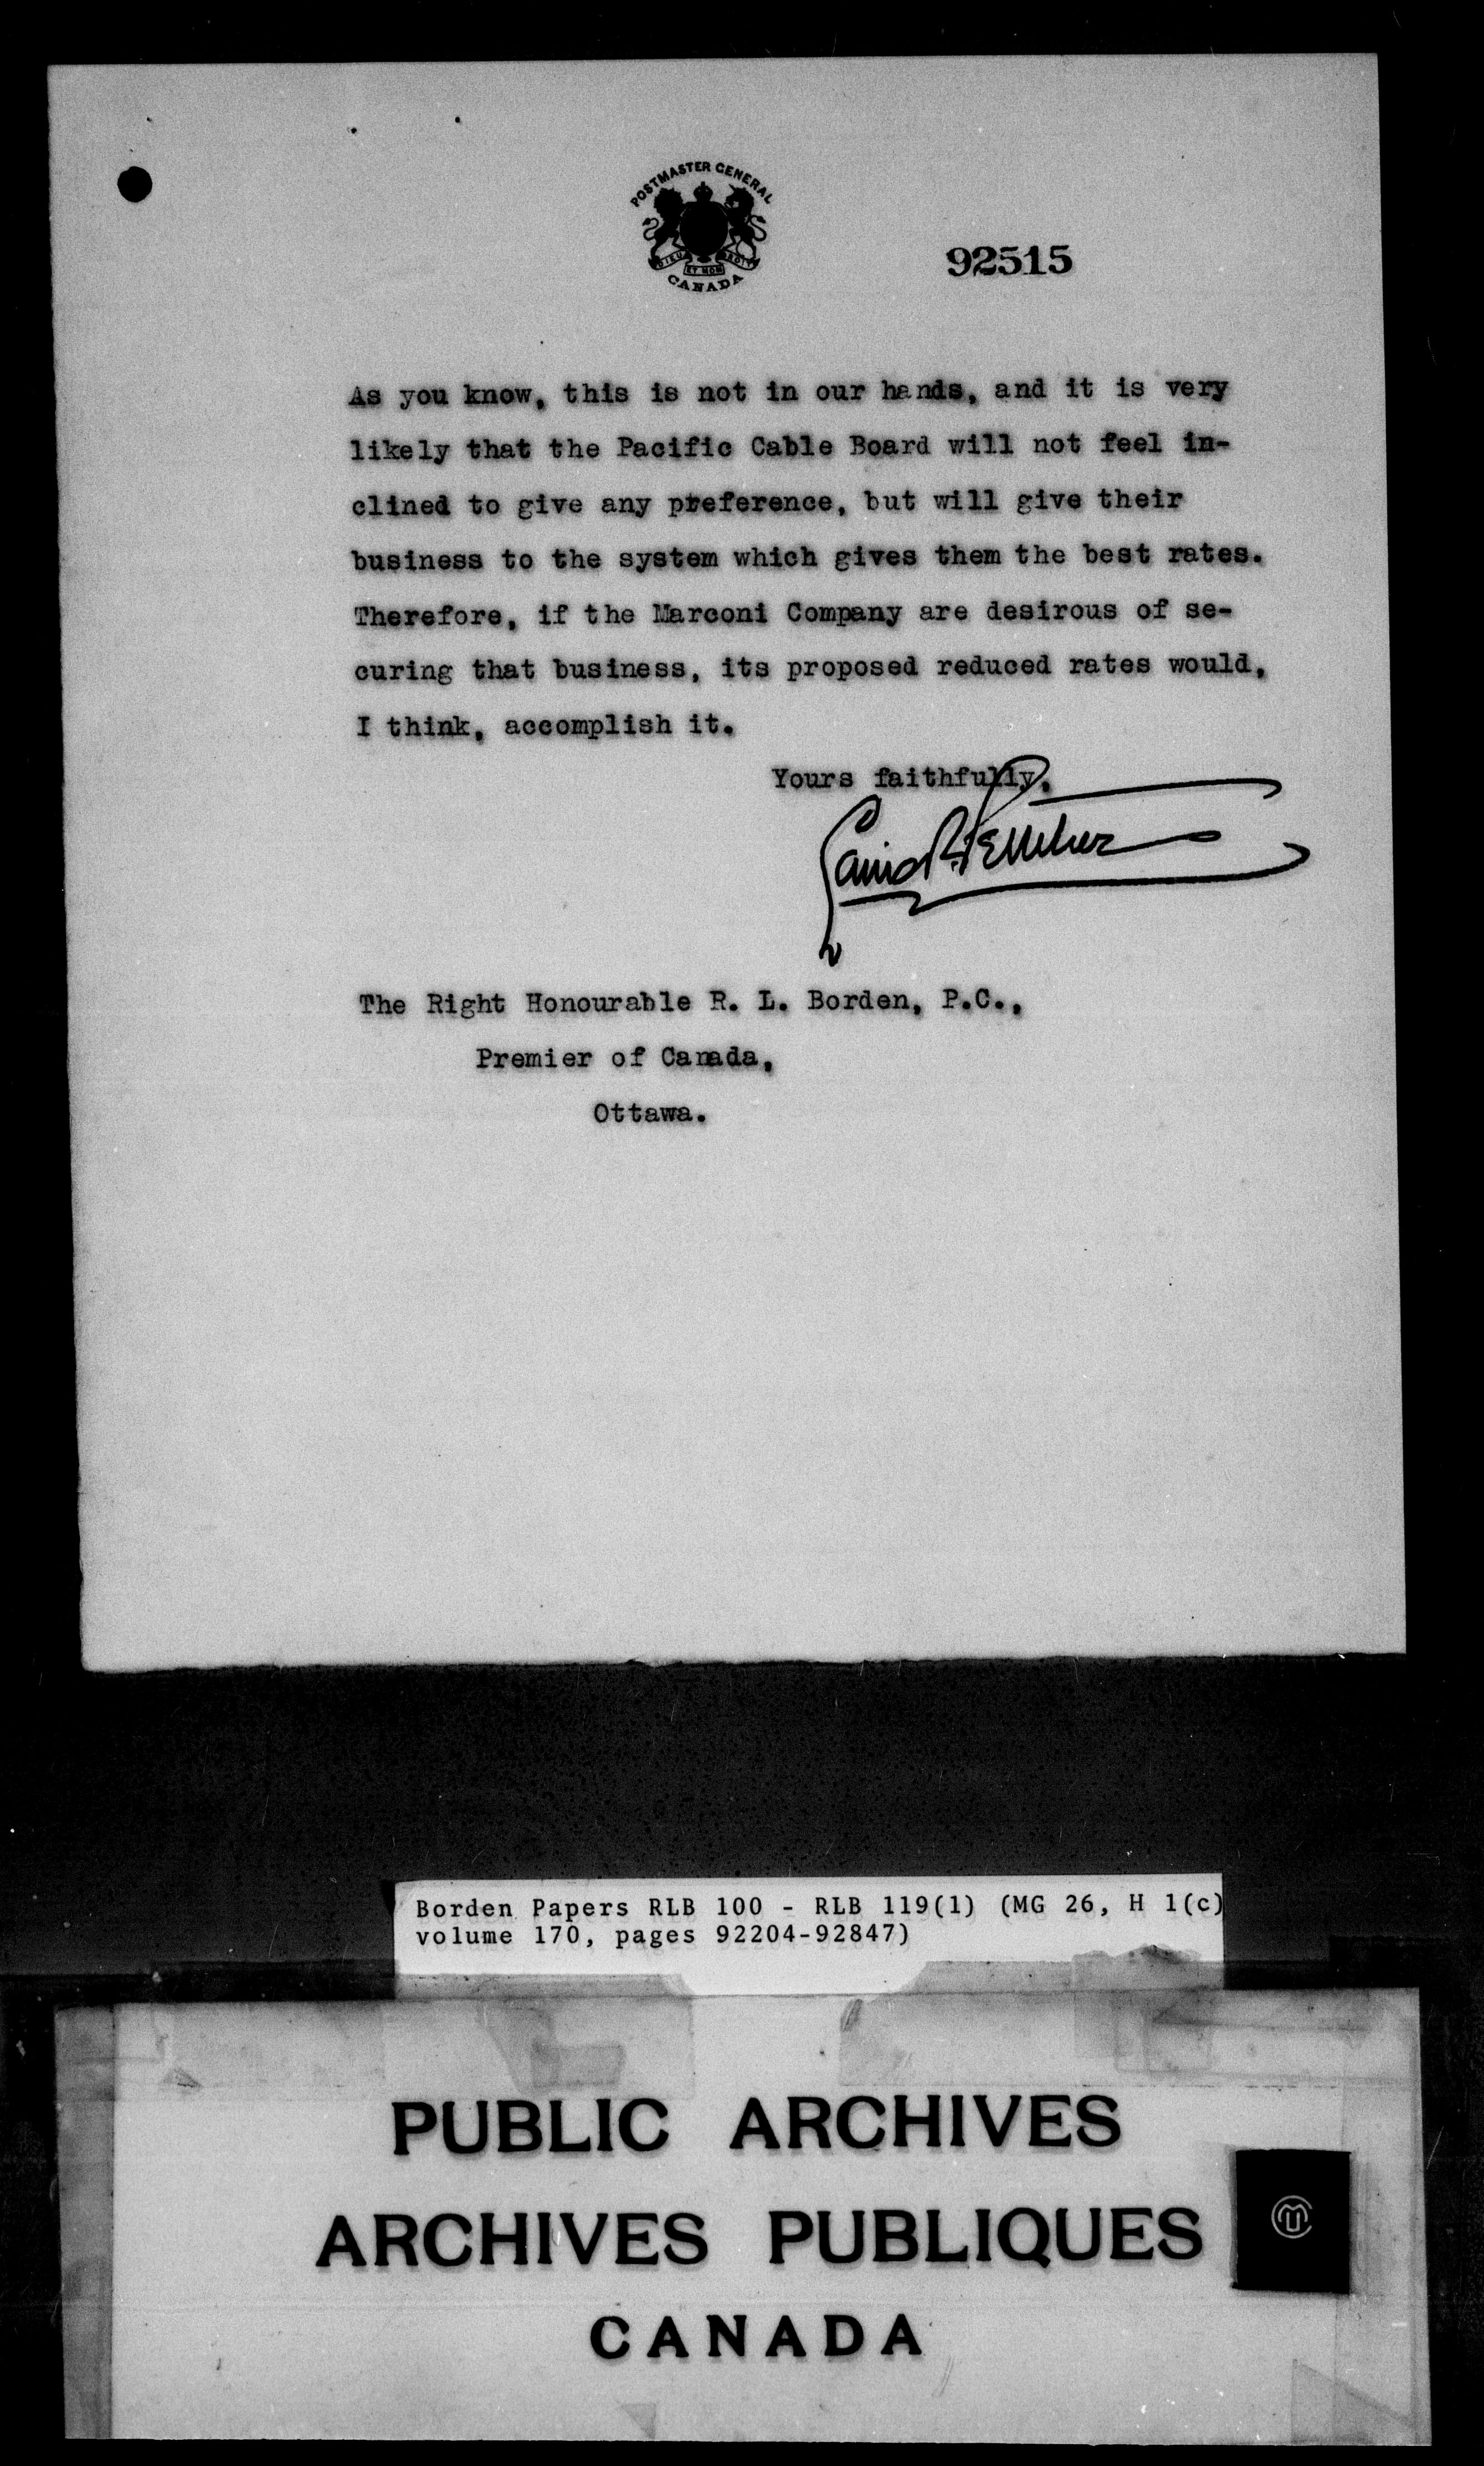 POSTMASTER GENERAL
DIEU ET MON DROIT
CANADA
92515
As you know, this is not in our hands, and it is very
likely that the Pacific Cable Board will not feel in-
clined to give any preference, but will give their
business to the system which gives them the best rates.
Therefore, if the Marconi Company are desirous of se-
curing that business, its proposed reduced rates would,
I think, accomplish it.
Yours faithfully,
The Right Honourable R. L. Borden, P.C.,
Premier of Canada,
Ottawa.
Borden Papers RLB 100 - RLB 119(1) (MG 26, H 1(c)
volume 170, pages 92204-92847)
PUBLIC ARCHIVES
ARCHIVES PUBLIQUES
CANADA